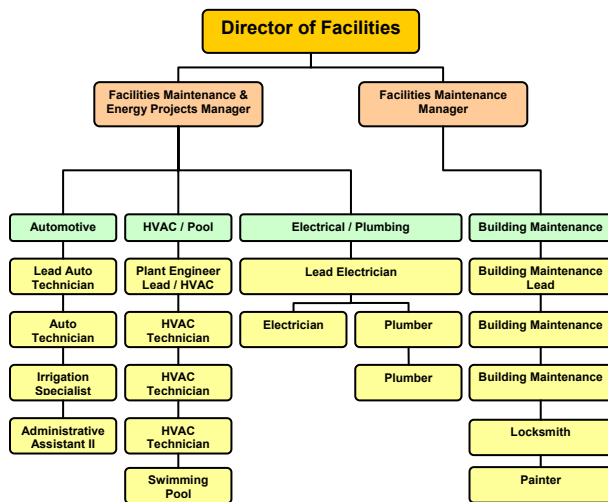 Director of Facilities
Facilities Maintenance &
Energy Projects Manager
Facilities Maintenance
Manager
Automotive
HVAC / Pool
Electrical / Plumbing
Building Maintenance
Lead Auto
Technician
Plant Engineer
Lead / HVAC
Lead Electrician
Building Maintenance
Lead
Auto
Technician
HVAC
Technician
Electrician
Plumber
Building Maintenance
Irrigation
Specialist
HVAC
Technician
Plumber
Building Maintenance
Administrative
Assistant II
HVAC
Technician
Locksmith
Swimming
Pool
Painter